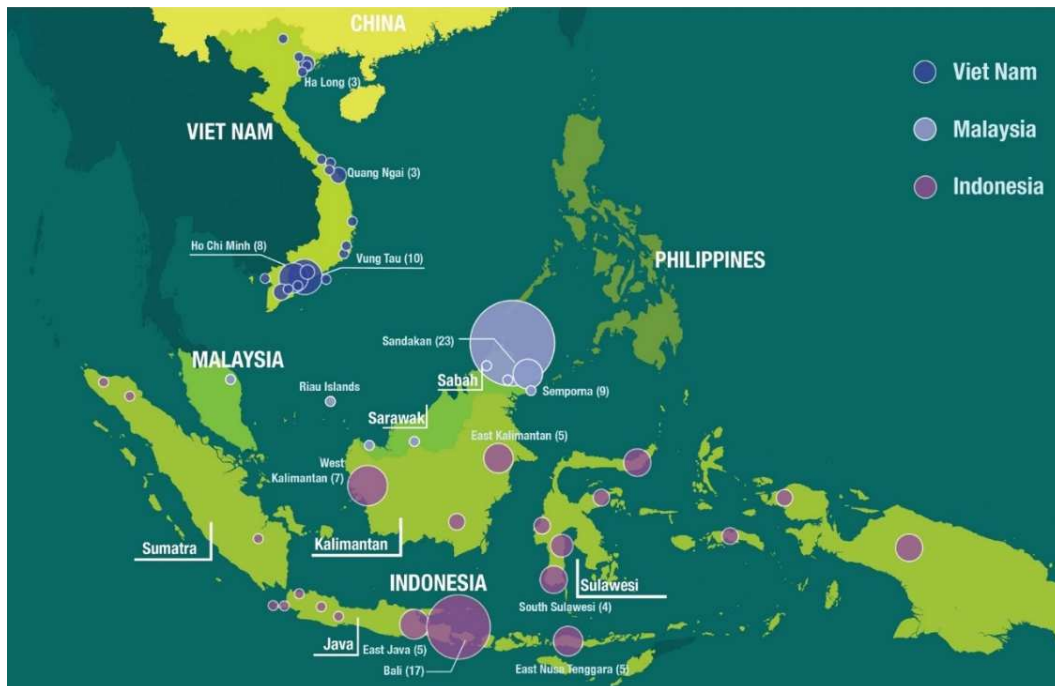 CHINA
Viet Nam
Ha Long (3)
Malaysia
VIET NAM
Quang Ngai (3)
Indonesia
Ho Chi Minh (8)
Vung Tau (10)
PHILIPPINES
Sandakan (23)
MALAYSIA
Sabah
Semporna (9)
Riau Islands
Sarawak
East Kalimantan (5)
West
Kalimantan (7)
Sumatra
Kalimantan
INDONESIA
Sulawesi
South Sulawesi (4)
Java
East Java (5)
Bali (17)
East Nusa Tenggara (5)